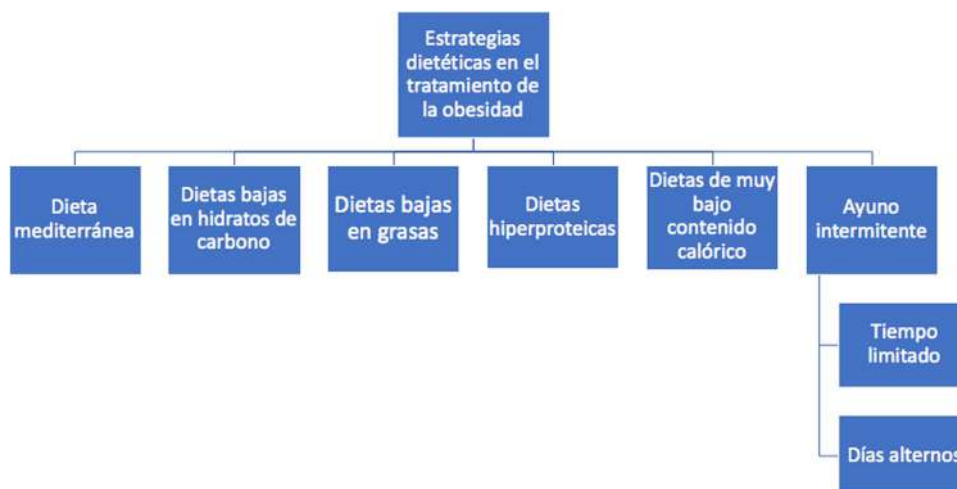 Estrategias
dietéticas en el
tratamiento de
la obesidad
Dieta
mediterránea
Dietas bajas
en hidratos de
carbono
Dietas bajas
en grasas
Dietas
hiperproteicas
Dietas de muy
bajo
contenido
calórico
Ayuno
intermitente
Tiempo
limitado
Días alternos